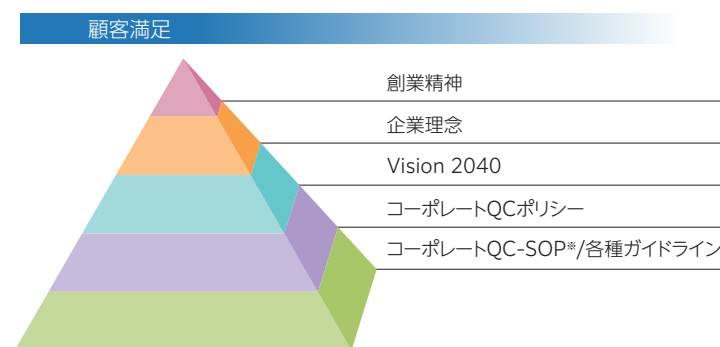 顧客満足
創業精神
企業理念
Vision 2040
コーポレートQCポリシー
コーポレートQC-SOP※/各種ガイドライン